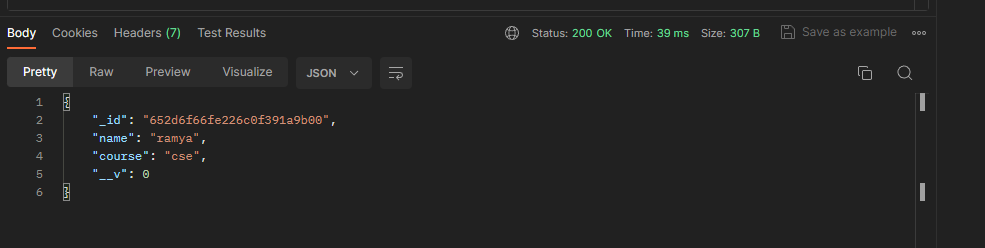 Body Cookies Headers (7) Test Results Status: 200 OK Time: 39 ms Size: 307 B Save as example
Pretty Raw Preview Visualize JSON
1 {
2 "_id": "652d6f66fe226c0f391a9b00",
3 "name": "ramya",
4 "course": "cse",
5 "__v": 0
6 }